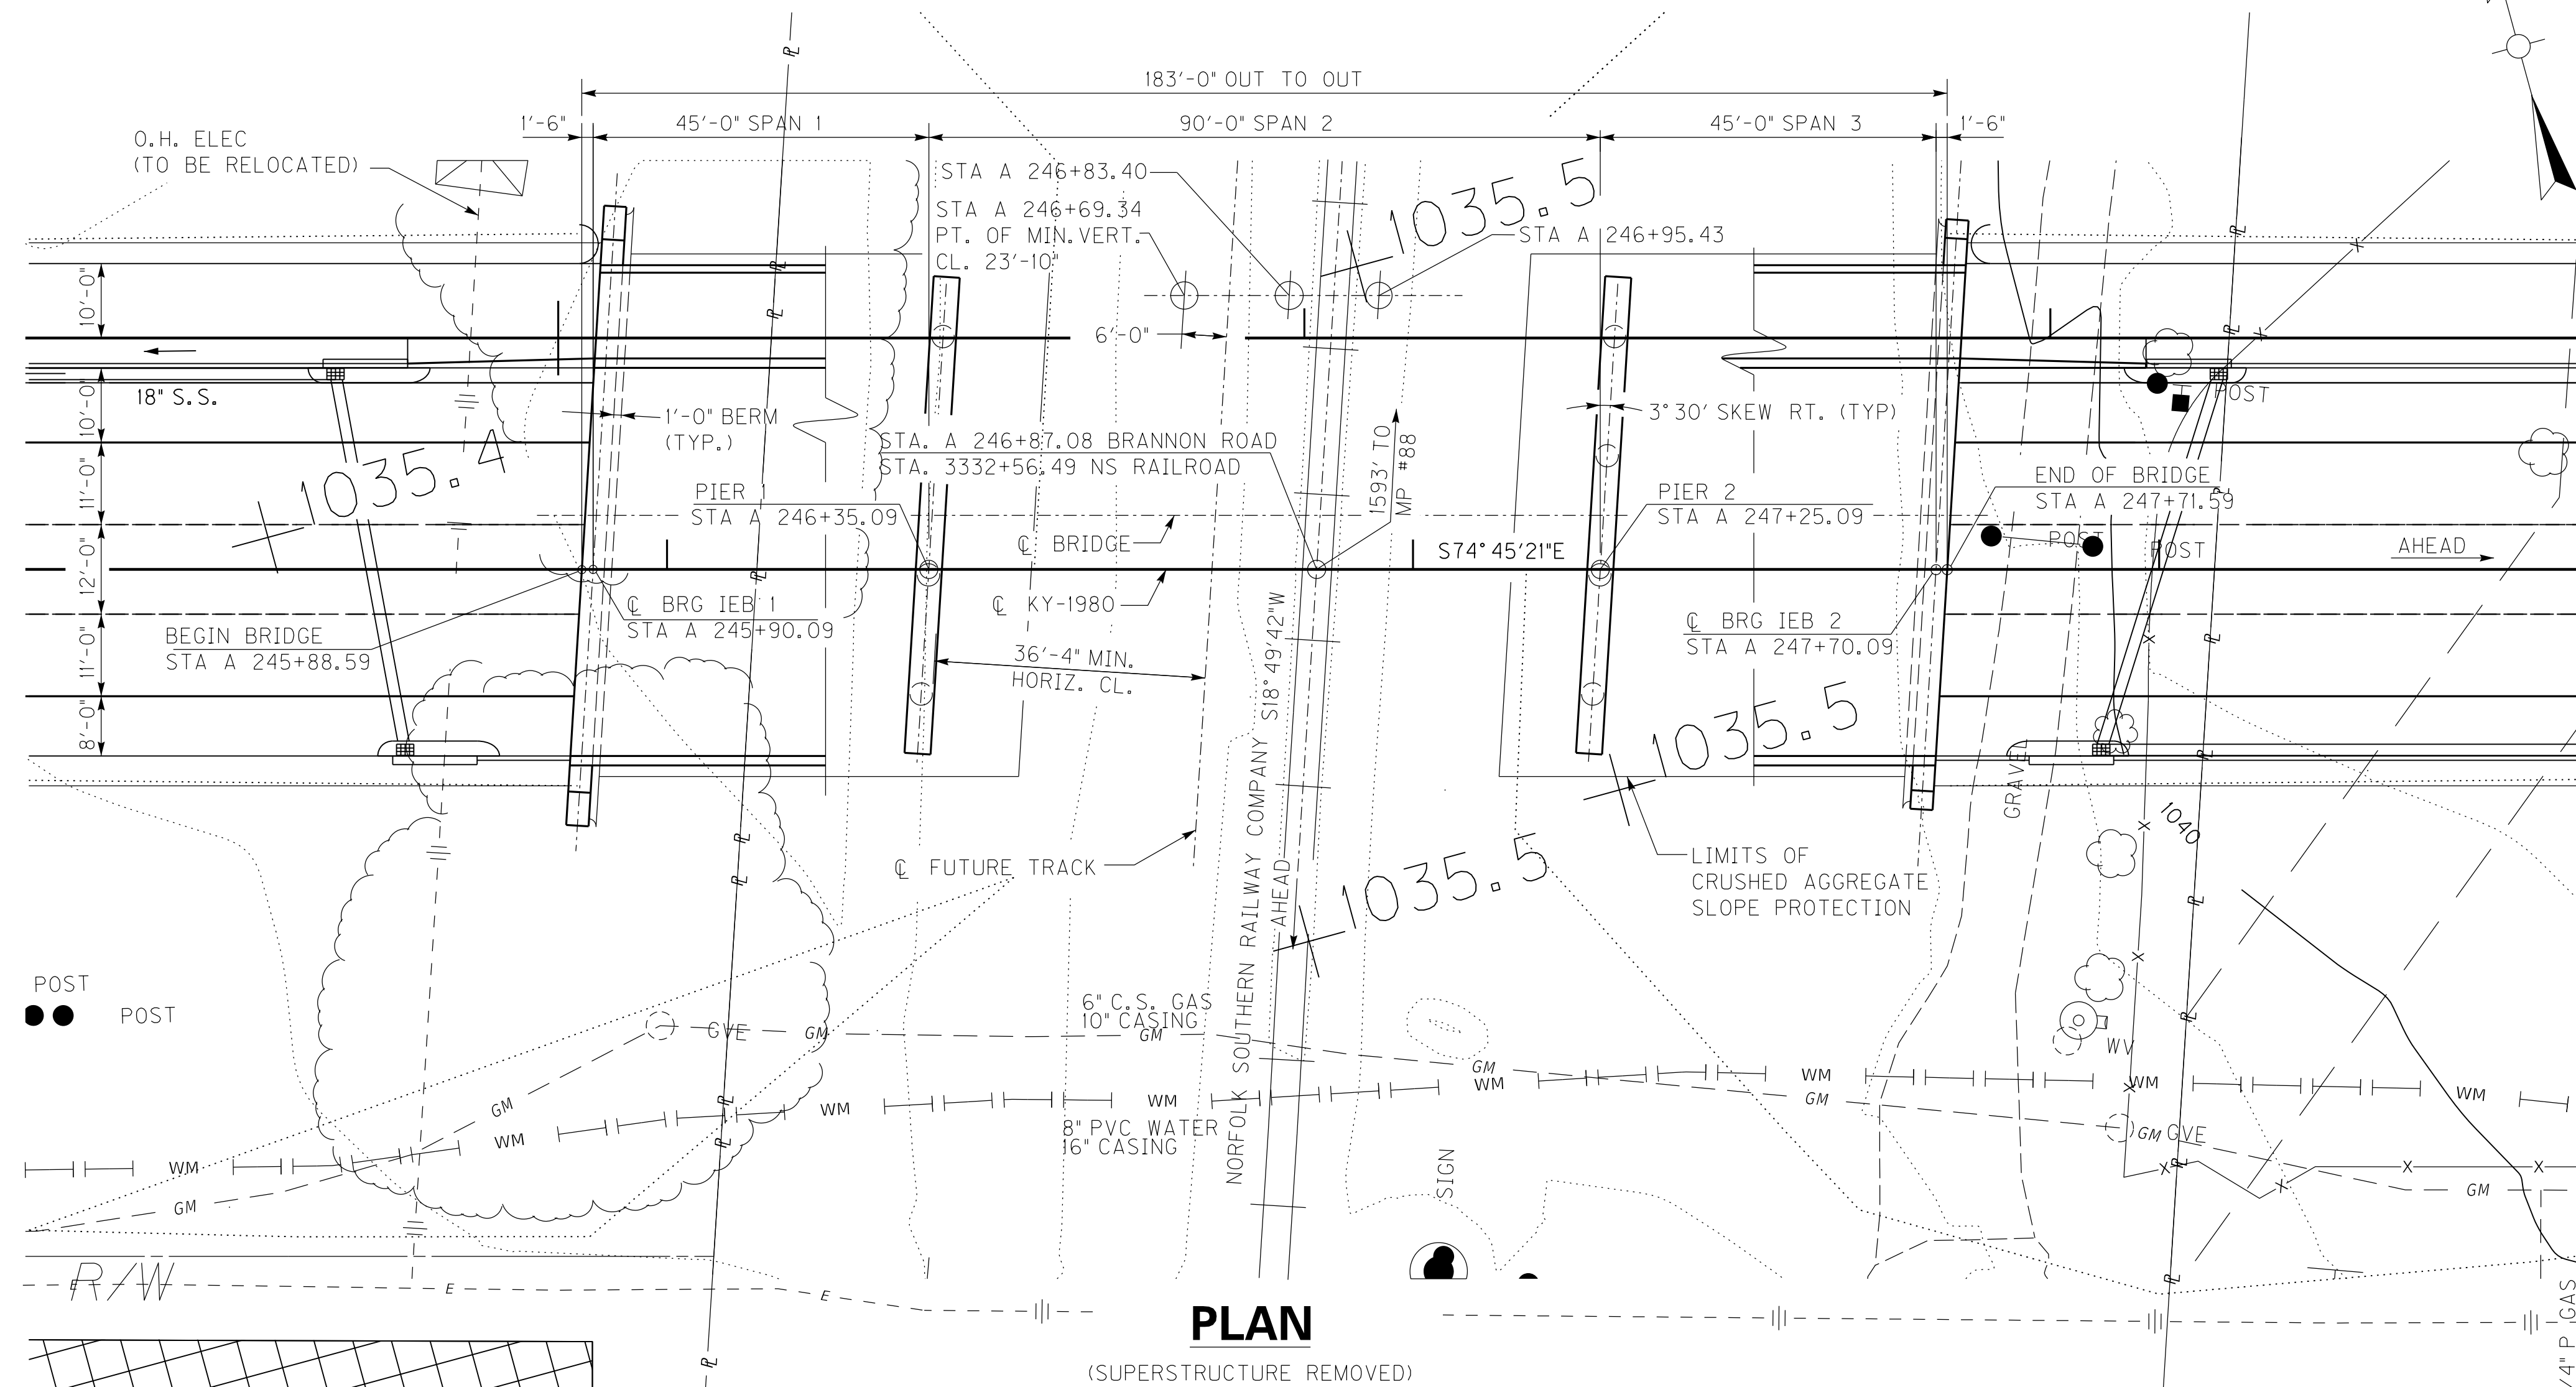 183'-0" OUT TO OUT
1'-6"
45'-0" SPAN 1
90'-0" SPAN 2
45'-0" SPAN 3
1'-6"
O.H. ELEC
(TO BE RELOCATED)
STA A 246+83.40
STA A 246+69.34
PT. OF MIN.VERT.
CL. 23'-10"
1035.5
STA A 246+95.43
10'-0"
6'-0"
18" S.S.
10'-0"
1'-0" BERM
(TYP.)
3°30' SKEW RT. (TYP)
POST
STA. A 246+87.08 BRANNON ROAD
STA. 3332+56.49 NS RAILROAD
1593' TO
MP #88
1035.4
11'-0"
PIER 1
STA A 246+35.09
PIER 2
STA A 247+25.09
END OF BRIDGE
STA A 247+71.59
℄ BRIDGE
S74°45'21"E
POST
POST
AHEAD
12'-0"
℄ BRG IEB 1
STA A 245+90.09
℄ KY-1980
℄ BRG IEB 2
STA A 247+70.09
BEGIN BRIDGE
STA A 245+88.59
11'-0"
36'-4" MIN.
HORIZ. CL.
S18°49'42"W
8'-0"
1035.5
GRAVEL
1040
℄ FUTURE TRACK
AHEAD
1035.5
LIMITS OF
CRUSHED AGGREGATE
SLOPE PROTECTION
NORFOLK SOUTHERN RAILWAY COMPANY
POST
POST
6" C.S. GAS
10" CASING
GVE
GM
GM
GM
WV
GM
WM
WM
WM
WM
WM
WM
WM
WM
GM
8" PVC WATER
16" CASING
GM
GVE
GM
GM
SIGN
R/W
E
E
E
PLAN
(SUPERSTRUCTURE REMOVED)
/4" P GAS